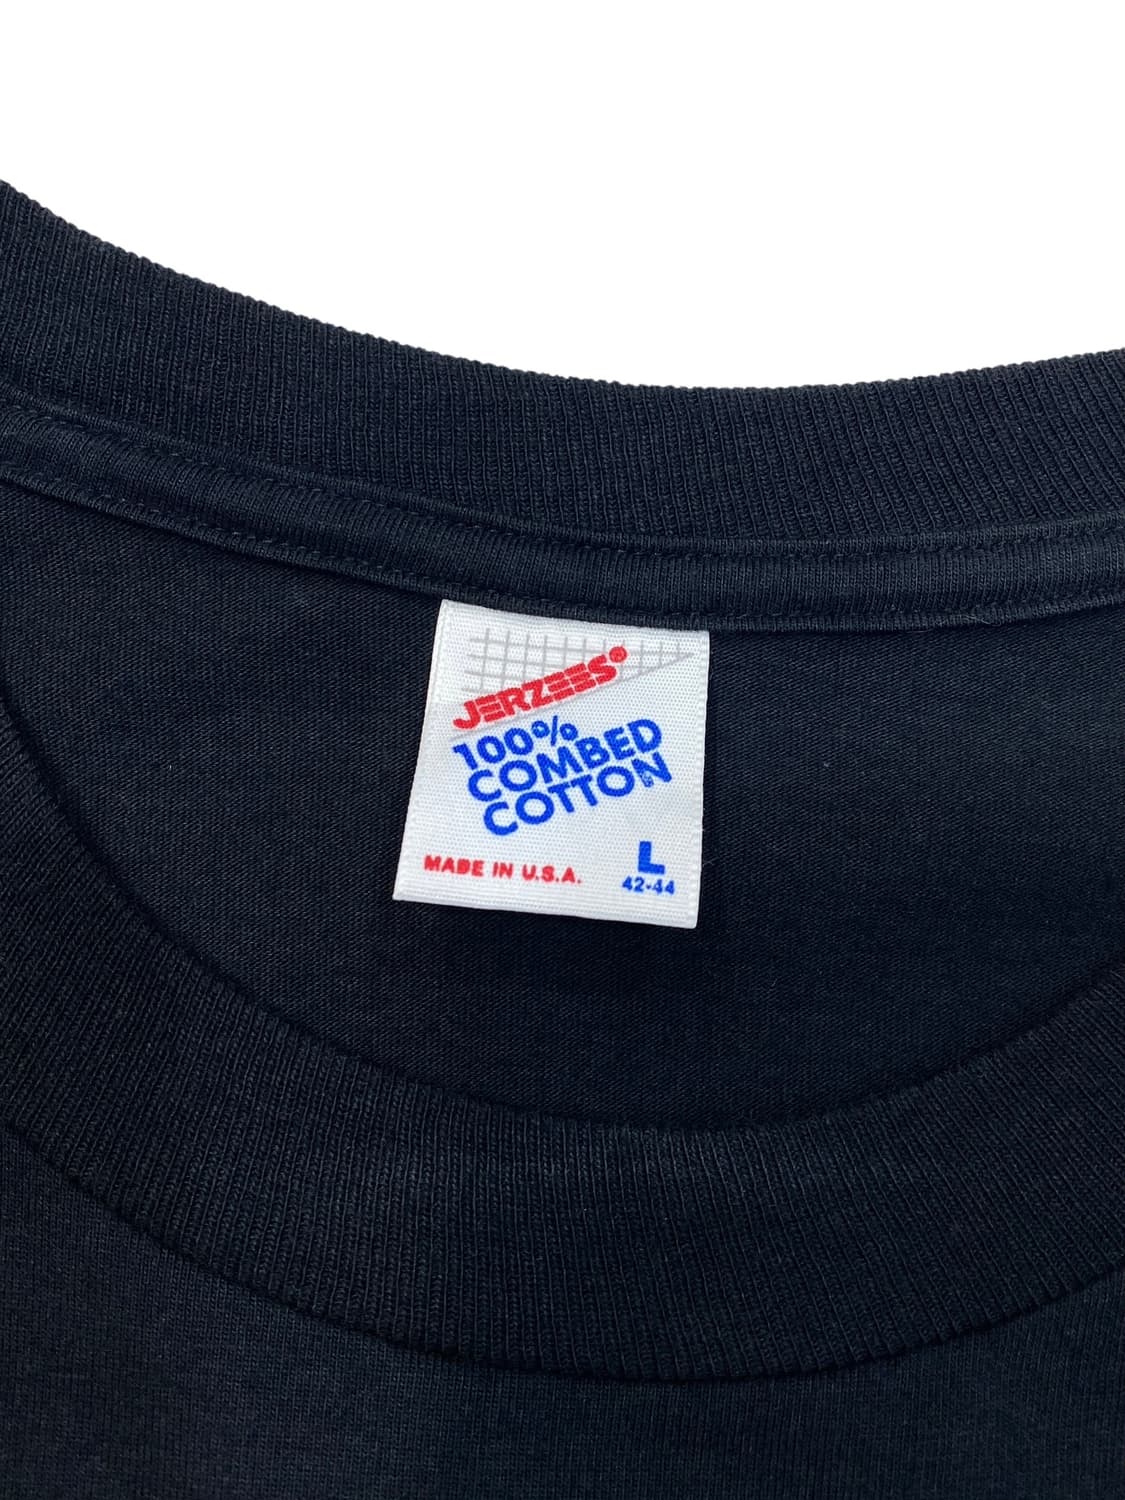 JERZEES®
100%
COMBED
COTTON
MADE IN U.S.A.
L
42-44